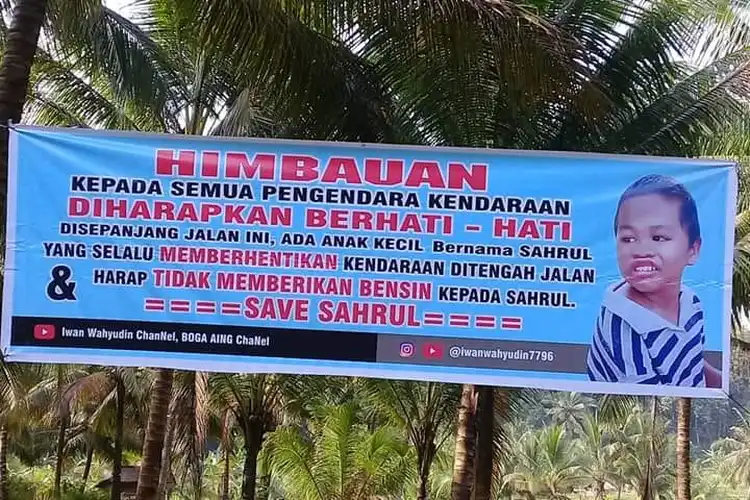 HIMBAUAN
KEPADA SEMUA PENGENDARA KENDARAAN
DIHARAPKAN BERHATI - HATI
DISEPANJANG JALAN INI, ADA ANAK KECIL Bernama SAHRUL
YANG SELALU MEMBERHENTIKAN KENDARAAN DITENGAH JALAN
& HARAP TIDAK MEMBERIKAN BENSIN KEPADA SAHRUL.
====SAVE SAHRUL====
Iwan Wahyudin ChanNel, BOGA AING ChaNel
@iwanwahyudin7796